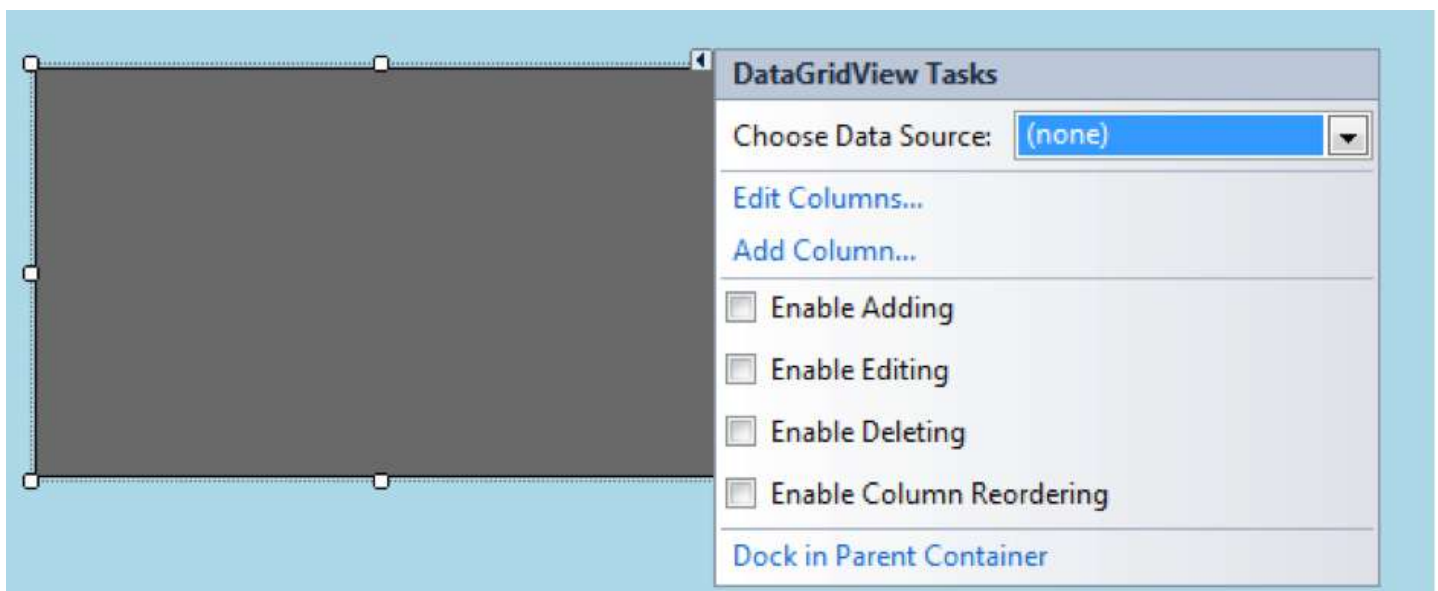 DataGridView Tasks
Choose Data Source: (none)
Edit Columns...
Add Column...
Enable Adding
Enable Editing
Enable Deleting
Enable Column Reordering
Dock in Parent Container